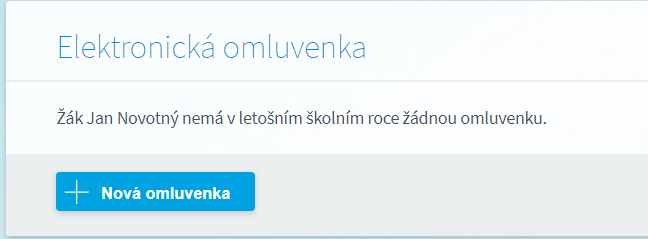 Elektronická omluvenka
Žák Jan Novotný nemá v letošním školním roce žádnou omluvenku.
Nová omluvenka